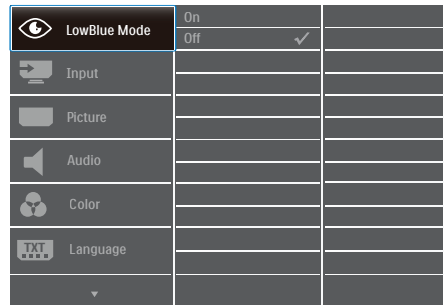 LowBlue Mode
On
Off
Input
Picture
Audio
Color
TXT
Language